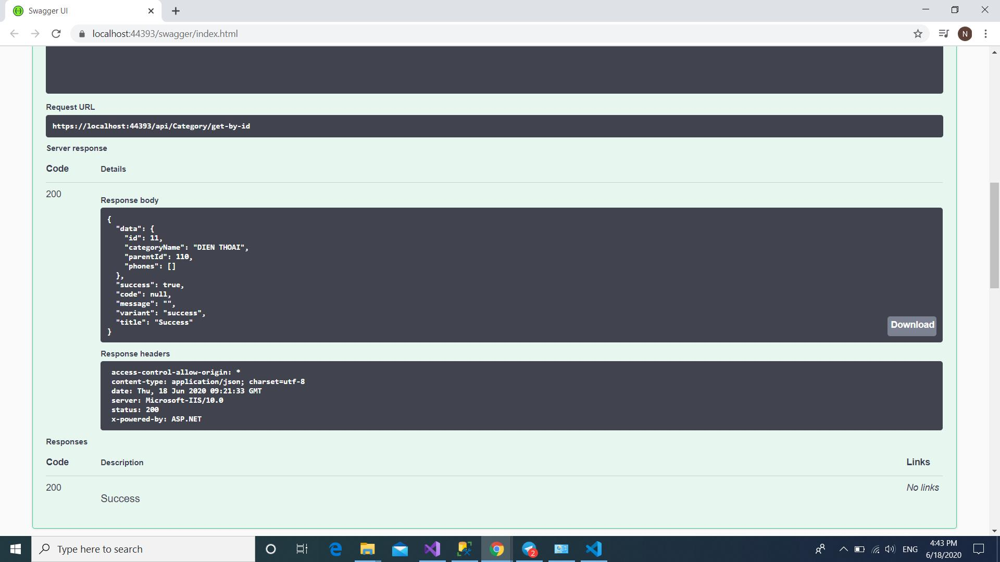 Swagger UI
localhost:44393/swagger/index.html
N
Request URL
https://localhost:44393/api/Category/get-by-id
Server response
Code Details
200
Response body
{
  "data": {
    "id": 11,
    "categoryName": "DIEN THOAI",
    "parentId": 110,
    "phones": []
  },
  "success": true,
  "code": null,
  "message": "",
  "variant": "success",
  "title": "Success"
}
Download
Response headers
access-control-allow-origin: *
content-type: application/json; charset=utf-8
date: Thu, 18 Jun 2020 09:21:33 GMT
server: Microsoft-IIS/10.0
status: 200
x-powered-by: ASP.NET
Responses
Code Description Links
200 No links
Success
Type here to search
2
ENG
4:43 PM
6/18/2020